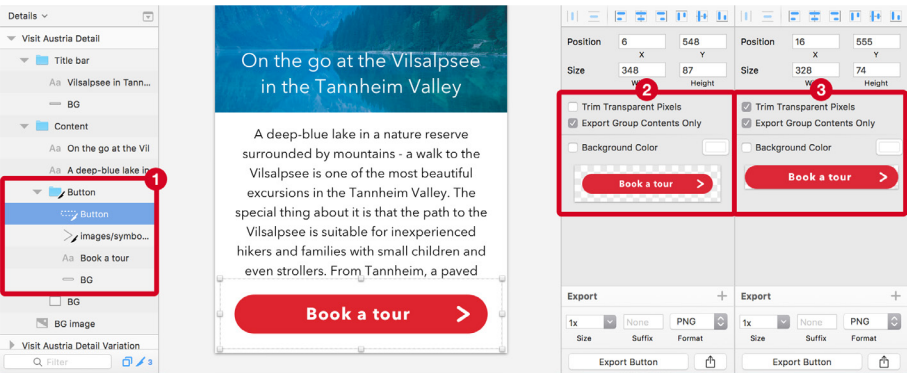 Details
Visit Austria Detail
Title bar
Aa Vilsalpsee in Tann...
BG
Content
Aa On the go at the Vil
Aa A deep-blue lake in
1
Button
Button
images/symbo...
Aa Book a tour
BG
BG
BG image
Visit Austria Detail Variation
Filter
3
On the go at the Vilsalpsee
in the Tannheim Valley
A deep-blue lake in a nature reserve
surrounded by mountains - a walk to the
Vilsalpsee is one of the most beautiful
excursions in the Tannheim Valley. The
special thing about it is that the path to the
Vilsalpsee is suitable for inexperienced
hikers and families with small children and
even strollers. From Tannheim, a paved
Book a tour
Position 6 548
X Y
Size 348 87
Height
2
Trim Transparent Pixels
Export Group Contents Only
Background Color
Book a tour
Export
1x None PNG
Size Suffix Format
Export Button
Position 16 555
X Y
Size 328 74
Height
3
Trim Transparent Pixels
Export Group Contents Only
Background Color
Book a tour
Export
1x None PNG
Size Suffix Format
Export Button